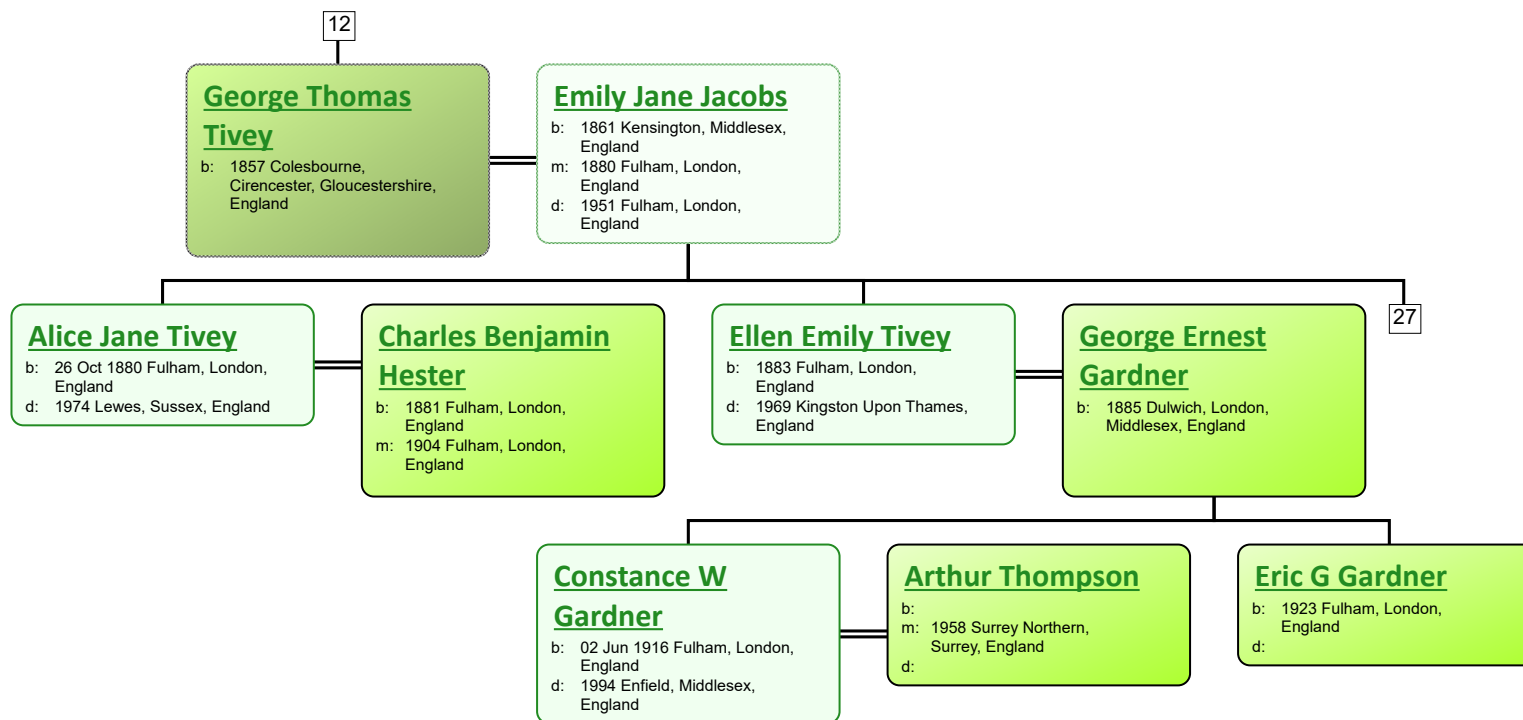 12
George Thomas
Tivey
b: 1857 Colesbourne,
Cirencester, Gloucestershire,
England
Emily Jane Jacobs
b: 1861 Kensington, Middlesex,
England
m: 1880 Fulham, London,
England
d: 1951 Fulham, London,
England
Alice Jane Tivey
b: 26 Oct 1880 Fulham, London,
England
d: 1974 Lewes, Sussex, England
Charles Benjamin
Hester
b: 1881 Fulham, London,
England
m: 1904 Fulham, London,
England
Ellen Emily Tivey
b: 1883 Fulham, London,
England
d: 1969 Kingston Upon Thames,
England
George Ernest
Gardner
b: 1885 Dulwich, London,
Middlesex, England
27
Constance W
Gardner
b: 02 Jun 1916 Fulham, London,
England
d: 1994 Enfield, Middlesex,
England
Arthur Thompson
b:
m: 1958 Surrey Northern,
Surrey, England
d:
Eric G Gardner
b: 1923 Fulham, London,
England
d: